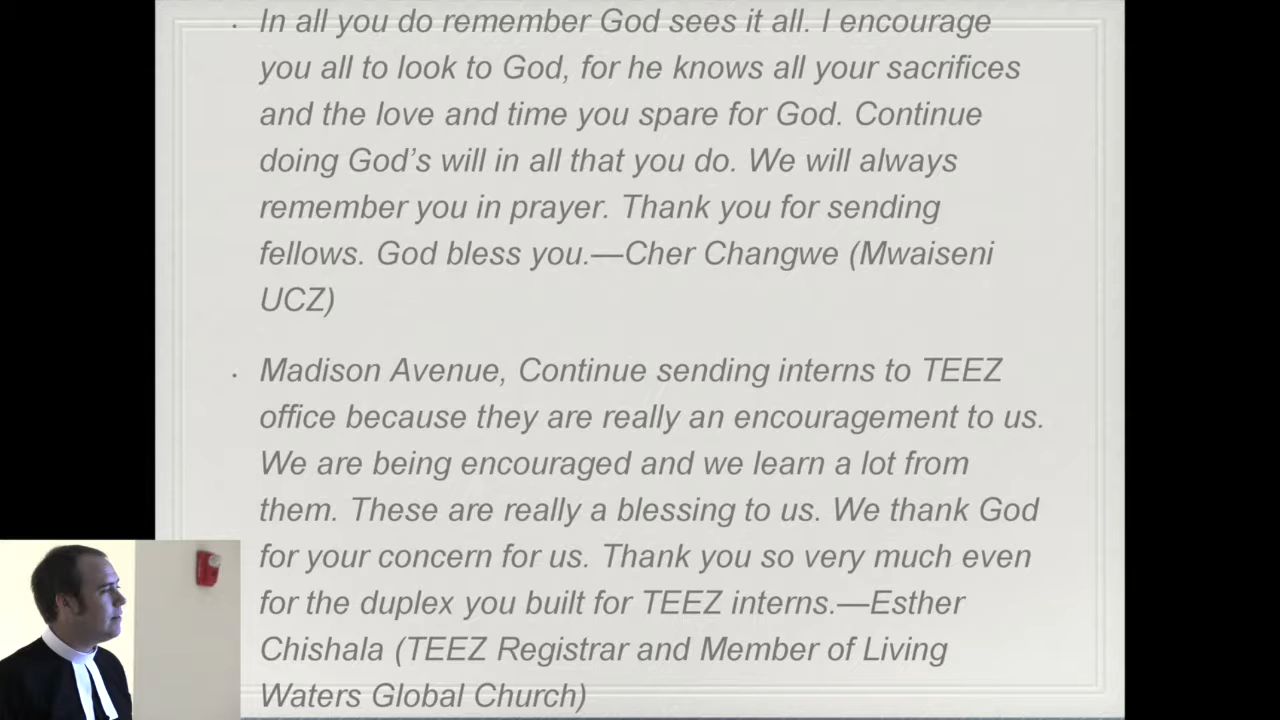 · In all you do remember God sees it all. I encourage
you all to look to God, for he knows all your sacrifices
and the love and time you spare for God. Continue
doing God’s will in all that you do. We will always
remember you in prayer. Thank you for sending
fellows. God bless you.—Cher Changwe (Mwaiseni
UCZ)
· Madison Avenue, Continue sending interns to TEEZ
office because they are really an encouragement to us.
We are being encouraged and we learn a lot from
them. These are really a blessing to us. We thank God
for your concern for us. Thank you so very much even
for the duplex you built for TEEZ interns.—Esther
Chishala (TEEZ Registrar and Member of Living
Waters Global Church)